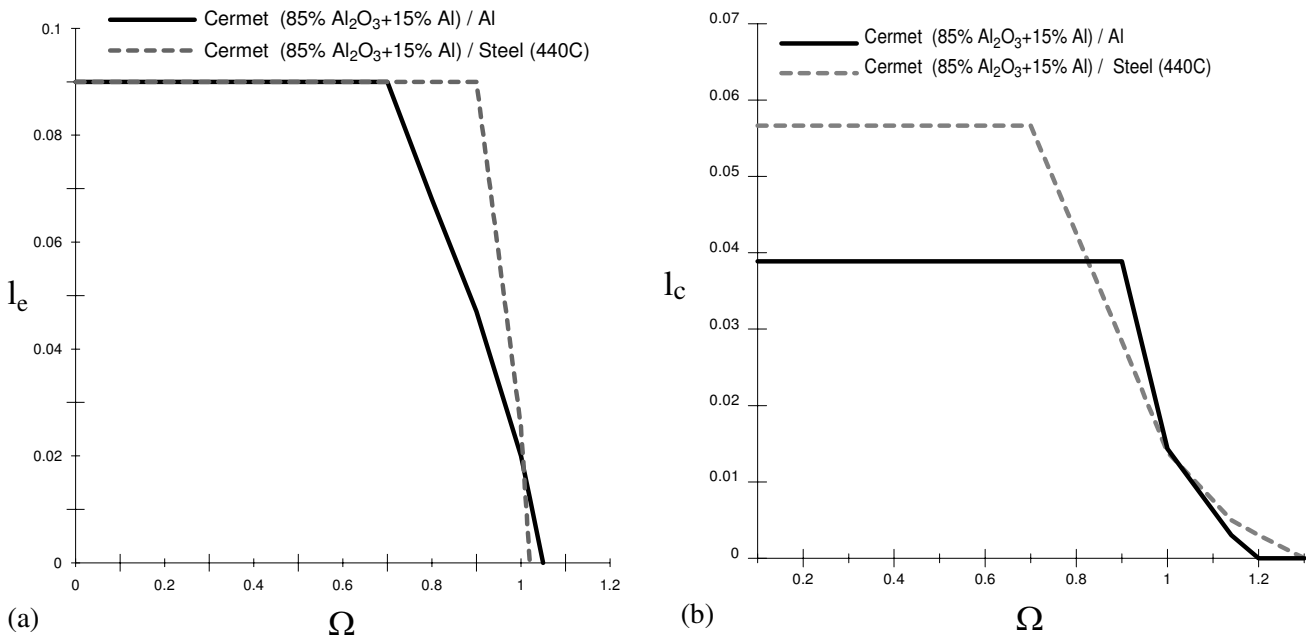 Cermet (85% Al₂O₃+15% Al) / Al
Cermet (85% Al₂O₃+15% Al) / Steel (440C)
0.1
0.08
0.06
0.04
0.02
0
lₑ
0 0.2 0.4 0.6 0.8 1 1.2
(a)
Ω
Cermet (85% Al₂O₃+15% Al) / Al
Cermet (85% Al₂O₃+15% Al) / Steel (440C)
0.07
0.06
0.05
0.04
0.03
0.02
0.01
0
l_c
0.2 0.4 0.6 0.8 1 1.2
(b)
Ω